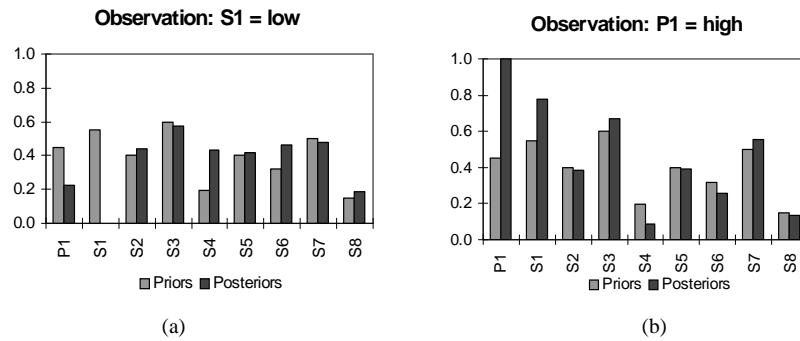 Observation: S1 = low
1.0
0.8
0.6
0.4
0.2
0.0
P1 S1 S2 S3 S4 S5 S6 S7 S8
Priors Posteriors
(a)
Observation: P1 = high
1.0
0.8
0.6
0.4
0.2
0.0
P1 S1 S2 S3 S4 S5 S6 S7 S8
Priors Posteriors
(b)